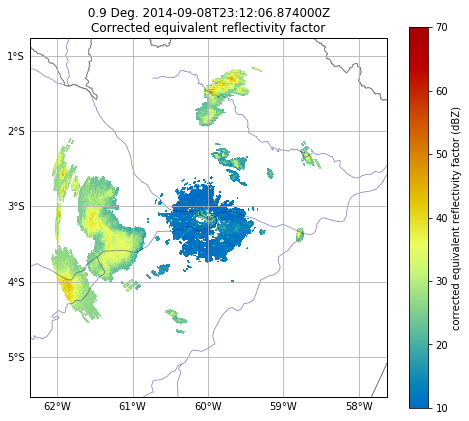 0.9 Deg. 2014-09-08T23:12:06.874000Z
Corrected equivalent reflectivity factor
1°S
2°S
3°S
4°S
5°S
62°W 61°W 60°W 59°W 58°W
70
60
50
40
30
20
10
corrected equivalent reflectivity factor (dBZ)